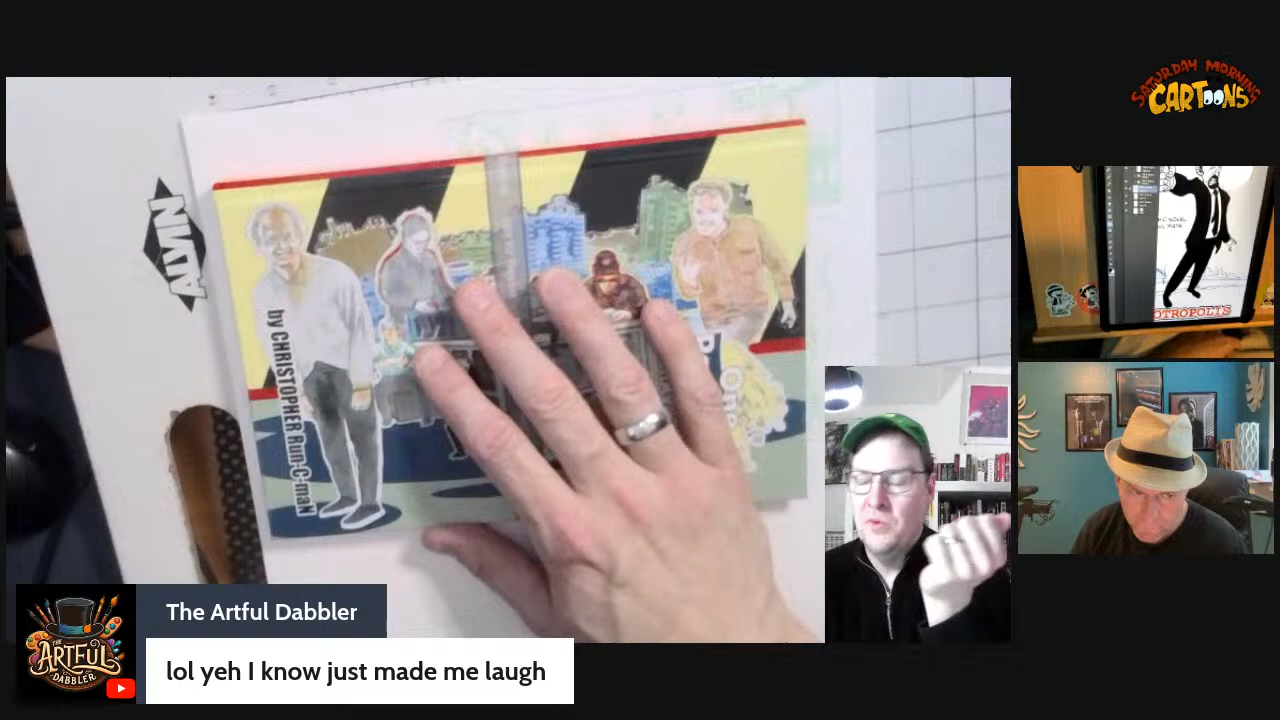 SATURDAY MORNING
CARTOONS
ALVIN
by CHRISTOPHER Run-C-maN
One
OTROPOLIS
The Artful Dabbler
THE
ARTFUL
DABBLER
lol yeh I know just made me laugh